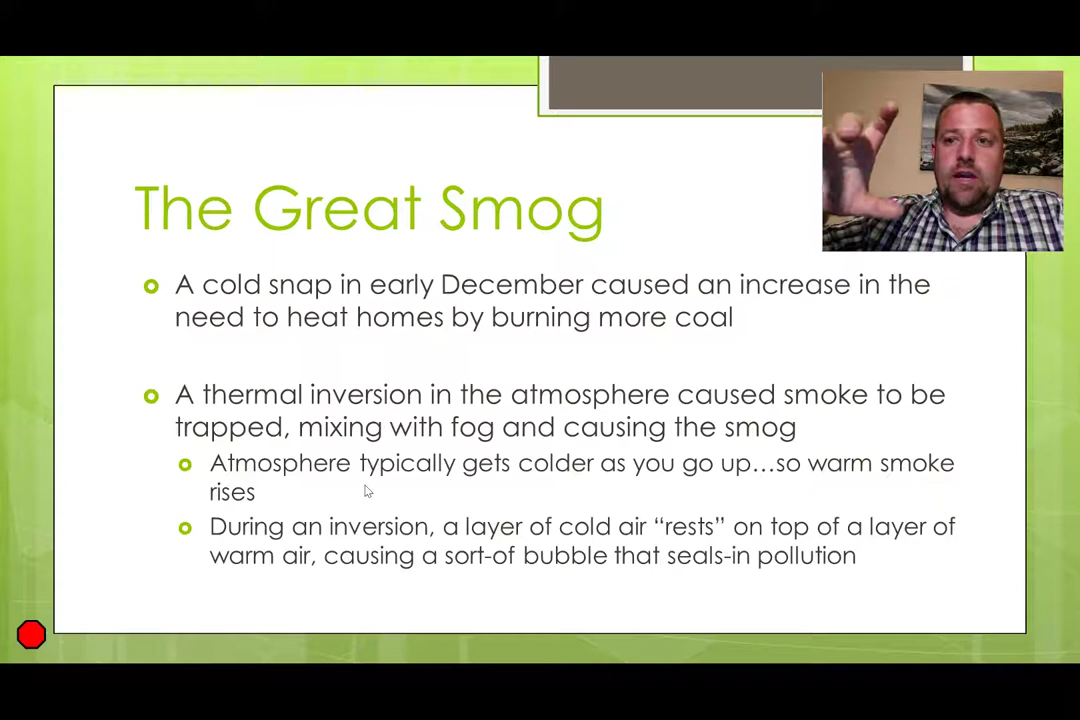 The Great Smog
A cold snap in early December caused an increase in the
need to heat homes by burning more coal
A thermal inversion in the atmosphere caused smoke to be
trapped, mixing with fog and causing the smog
Atmosphere typically gets colder as you go up…so warm smoke
rises
During an inversion, a layer of cold air “rests” on top of a layer of
warm air, causing a sort-of bubble that seals-in pollution